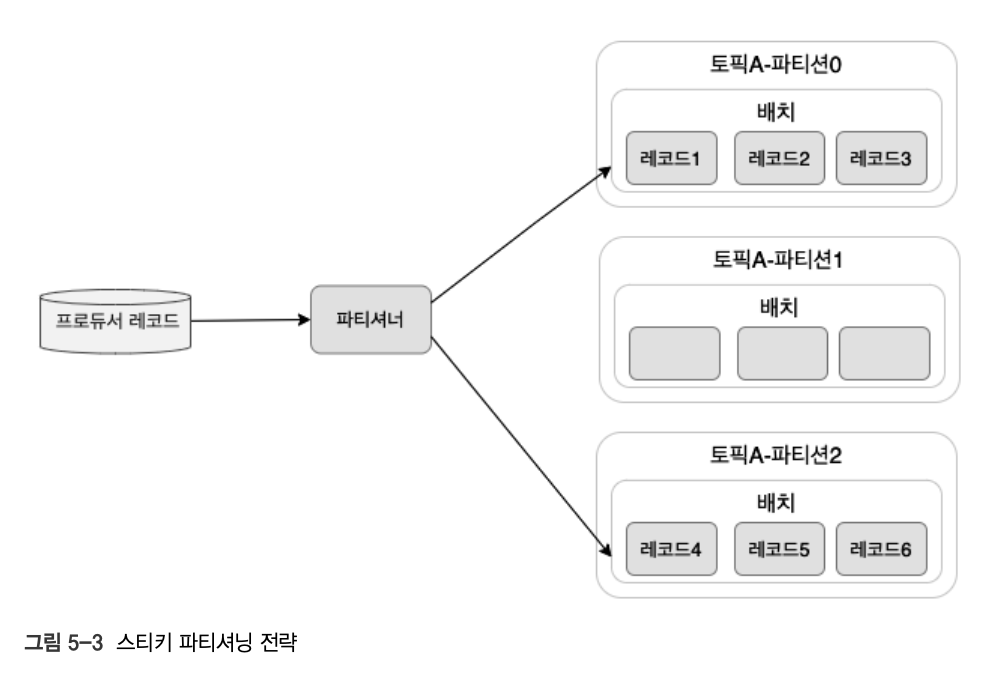 토픽A-파티션0
배치
레코드1 레코드2 레코드3
토픽A-파티션1
배치
프로듀서 레코드
파티셔너
토픽A-파티션2
배치
레코드4 레코드5 레코드6
그림 5-3 스티키 파티셔닝 전략